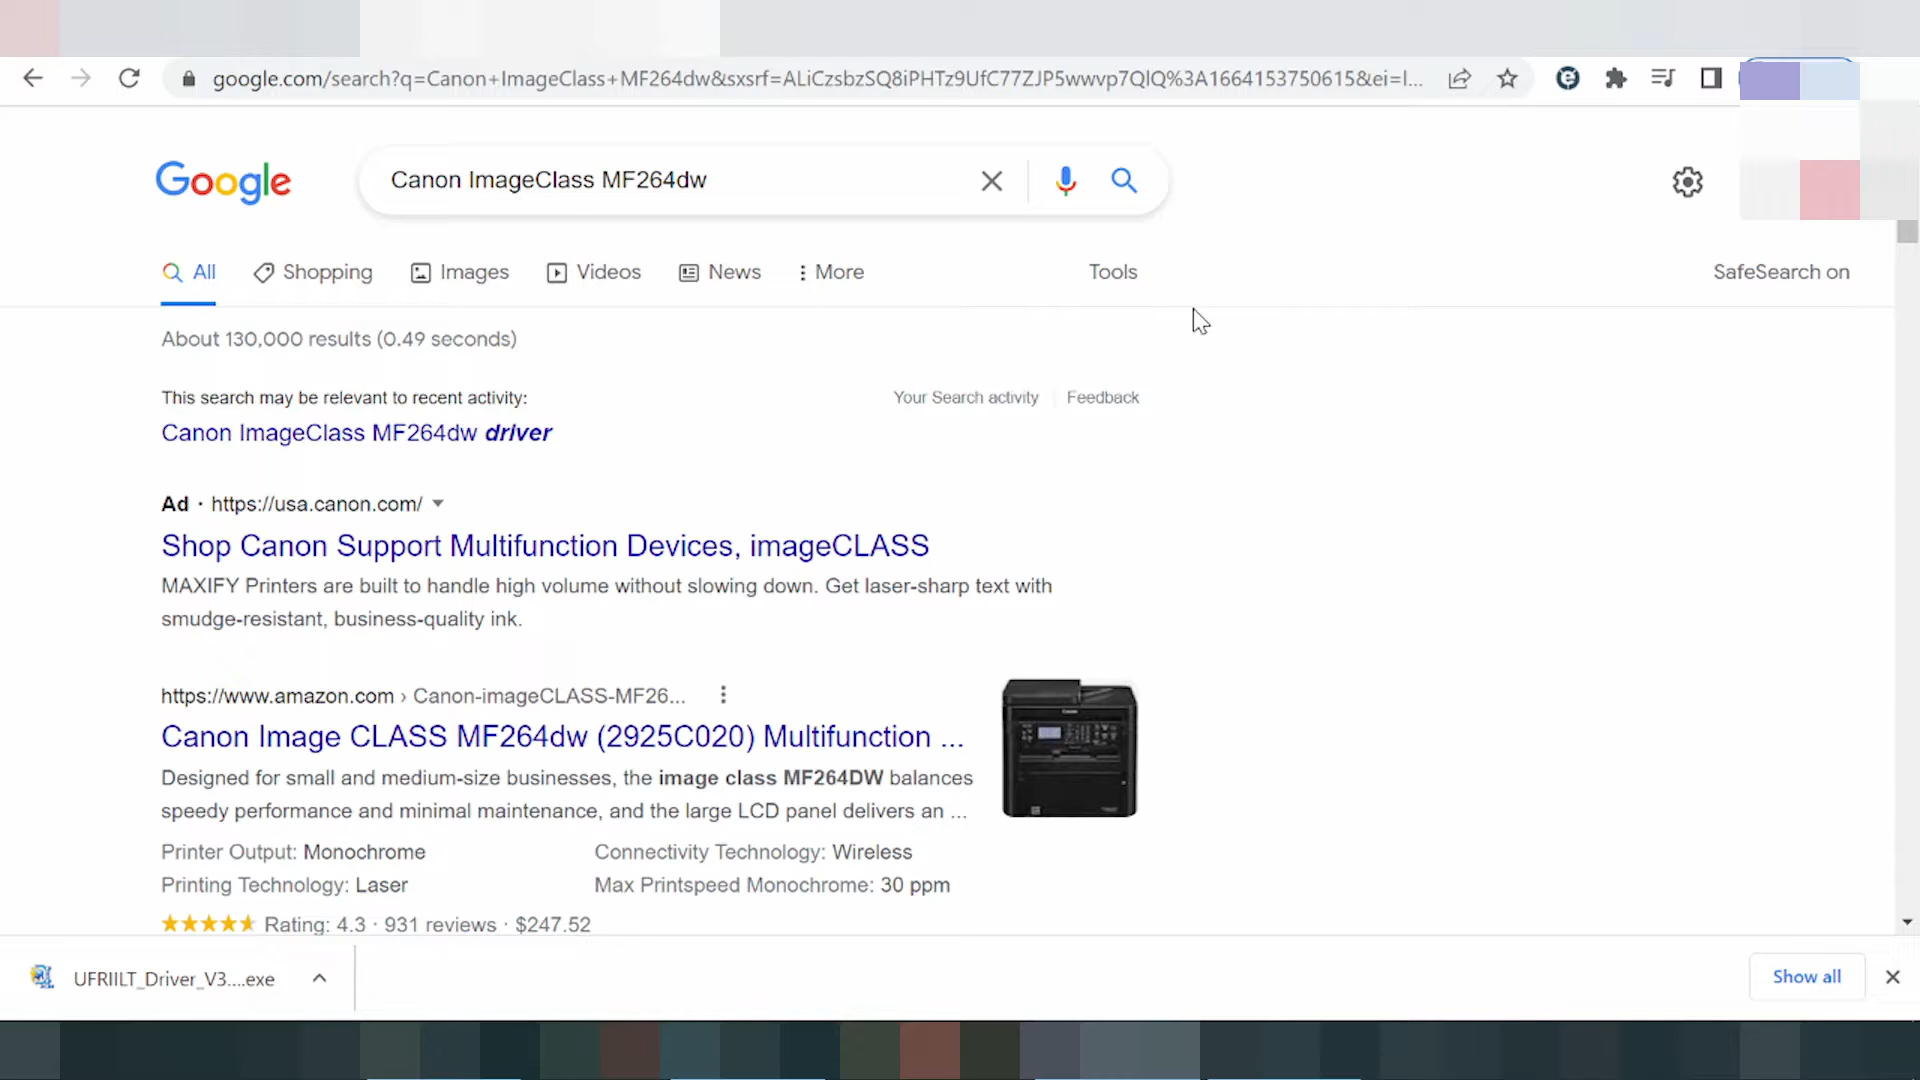 google.com/search?q=Canon+ImageClass+MF264dw&sxsrf=ALiCzsbzSQ8iPHTz9UfC77ZJP5wwvp7QlQ%3A1664153750615&ei=l...
Google
Canon ImageClass MF264dw
All Shopping Images Videos News More Tools SafeSearch on
About 130,000 results (0.49 seconds)
This search may be relevant to recent activity: Your Search activity Feedback
Canon ImageClass MF264dw driver
Ad · https://usa.canon.com/
Shop Canon Support Multifunction Devices, imageCLASS
MAXIFY Printers are built to handle high volume without slowing down. Get laser-sharp text with
smudge-resistant, business-quality ink.
https://www.amazon.com › Canon-imageCLASS-MF26...
Canon Image CLASS MF264dw (2925C020) Multifunction ...
Designed for small and medium-size businesses, the image class MF264DW balances
speedy performance and minimal maintenance, and the large LCD panel delivers an ...
Printer Output: Monochrome Connectivity Technology: Wireless
Printing Technology: Laser Max Printspeed Monochrome: 30 ppm
Rating: 4.3 · 931 reviews · $247.52
UFRIILT_Driver_V3....exe Show all